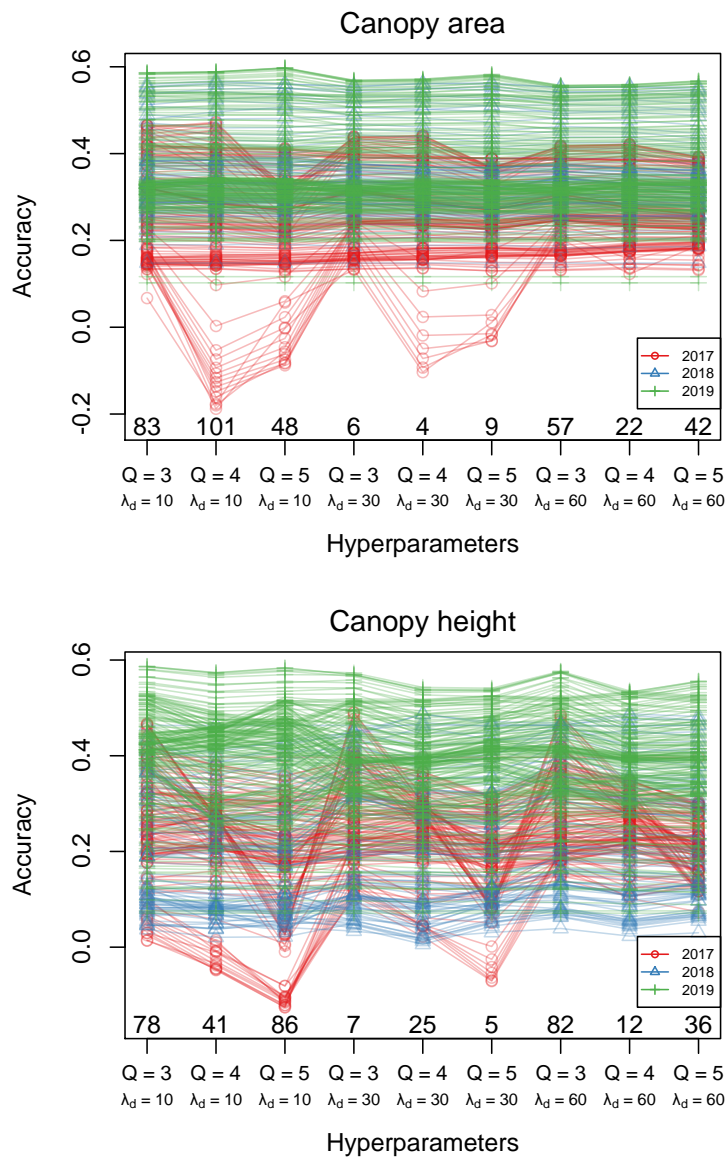 Canopy area
Accuracy
0.6
0.4
0.2
0.0
-0.2
2017
2018
2019
83 101 48 6 4 9 57 22 42
Q = 3 Q = 4 Q = 5 Q = 3 Q = 4 Q = 5 Q = 3 Q = 4 Q = 5
λd = 10 λd = 10 λd = 10 λd = 30 λd = 30 λd = 30 λd = 60 λd = 60 λd = 60
Hyperparameters
Canopy height
Accuracy
0.6
0.4
0.2
0.0
2017
2018
2019
78 41 86 7 25 5 82 12 36
Q = 3 Q = 4 Q = 5 Q = 3 Q = 4 Q = 5 Q = 3 Q = 4 Q = 5
λd = 10 λd = 10 λd = 10 λd = 30 λd = 30 λd = 30 λd = 60 λd = 60 λd = 60
Hyperparameters